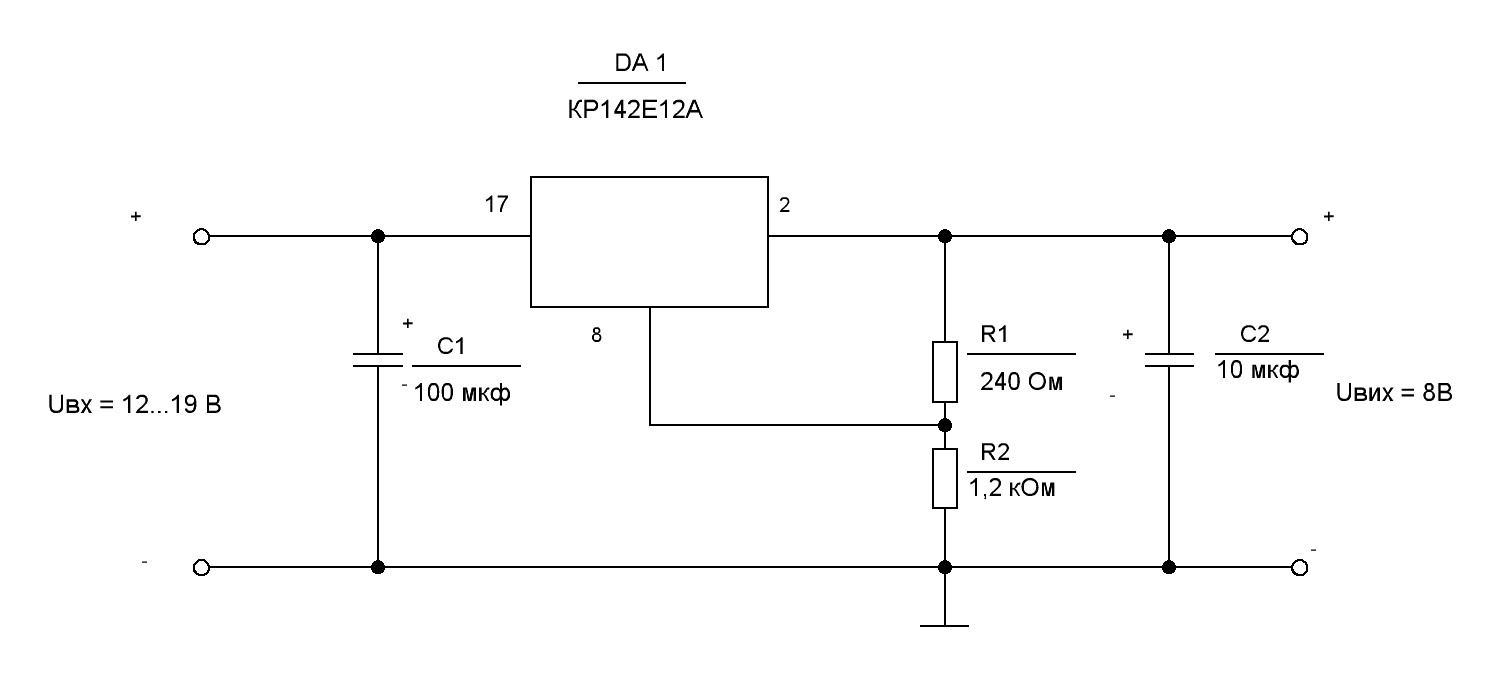 DA 1
КР142Е12А
17
2
+
+
8
+
C1
-
100 мкф
R1
240 Ом
+
C2
10 мкф
-
Uвх = 12...19 В
Uвих = 8В
R2
1,2 кОм
-
-